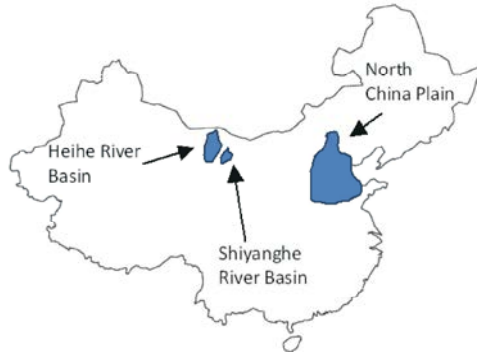 North
China Plain
Heihe River
Basin
Shiyanghe
River Basin